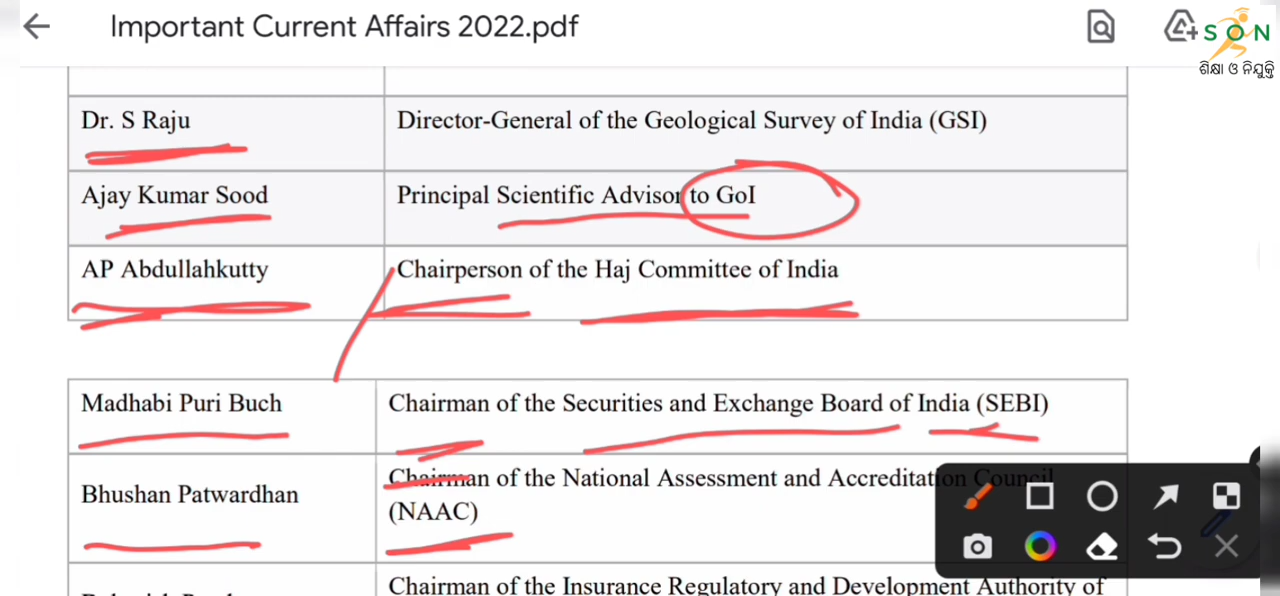 Important Current Affairs 2022.pdf
SON
ଶିକ୍ଷା ଓ ନିଯୁକ୍ତି
Dr. S Raju Director-General of the Geological Survey of India (GSI)
Ajay Kumar Sood Principal Scientific Advisor to GoI
AP Abdullahkutty Chairperson of the Haj Committee of India
Madhabi Puri Buch Chairman of the Securities and Exchange Board of India (SEBI)
Bhushan Patwardhan Chairman of the National Assessment and Accreditation Council
(NAAC)
Chairman of the Insurance Regulatory and Development Authority of